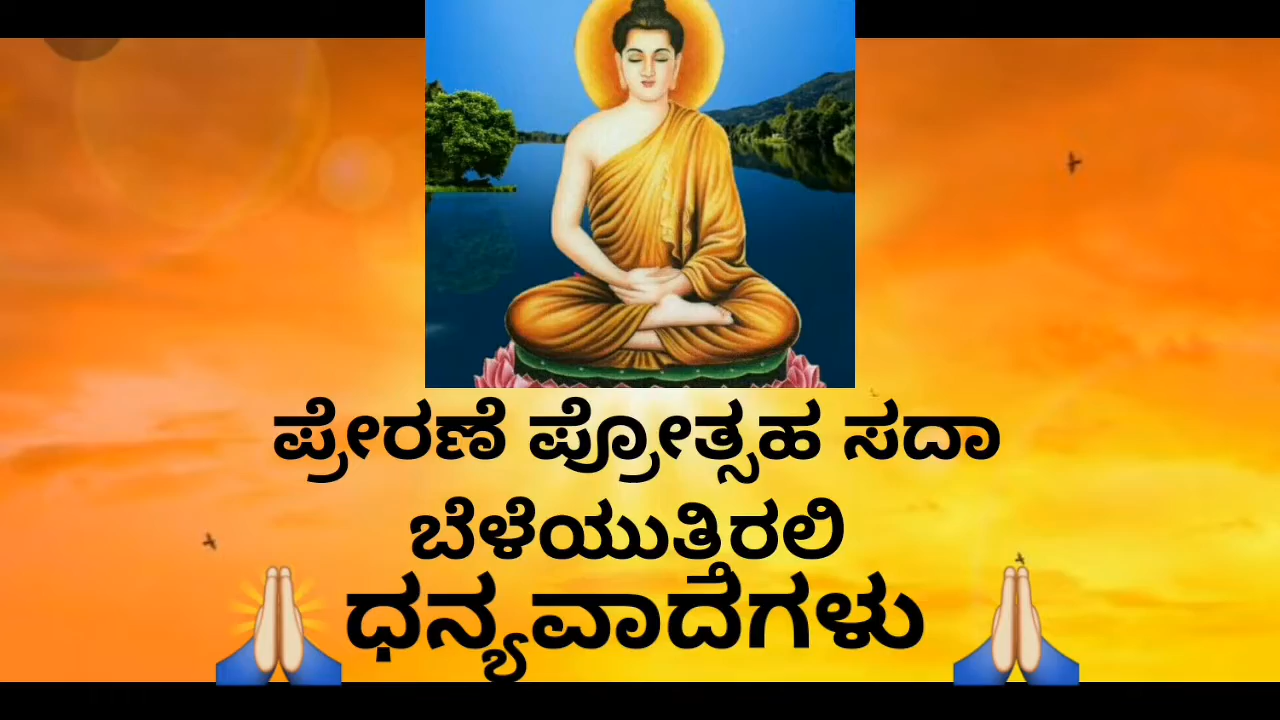 ಪ್ರೇರಣೆ ಪ್ರೋತ್ಸಹ ಸದಾ
ಬೆಳೆಯುತ್ತಿರಲಿ
ಧನ್ಯವಾದಗಳು